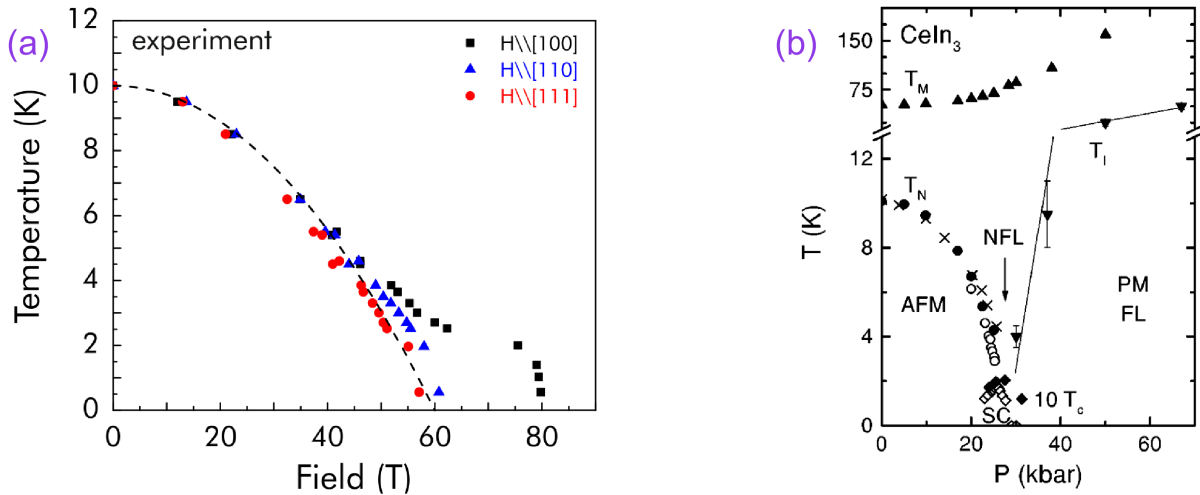 (a)
experiment
H\\[100]
H\\[110]
H\\[111]
Temperature (K)
12
10
8
6
4
2
0
0
20
40
60
80
Field (T)
(b)
CeIn3
150
75
TM
12
8
4
0
T (K)
TN
TI
NFL
AFM
PM
FL
SC
10 Tc
0
20
40
60
P (kbar)